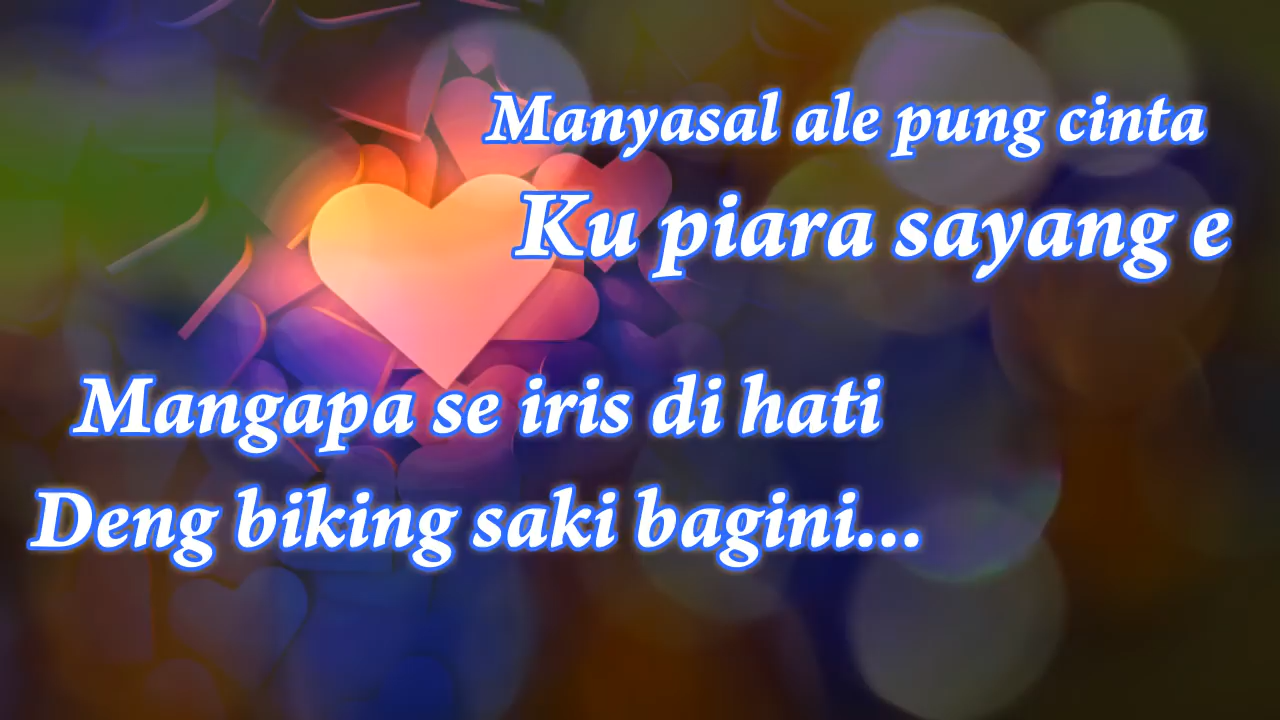 Manyasal ale pung cinta
Ku piara sayang e
Mangapa se iris di hati
Deng biking saki bagini...